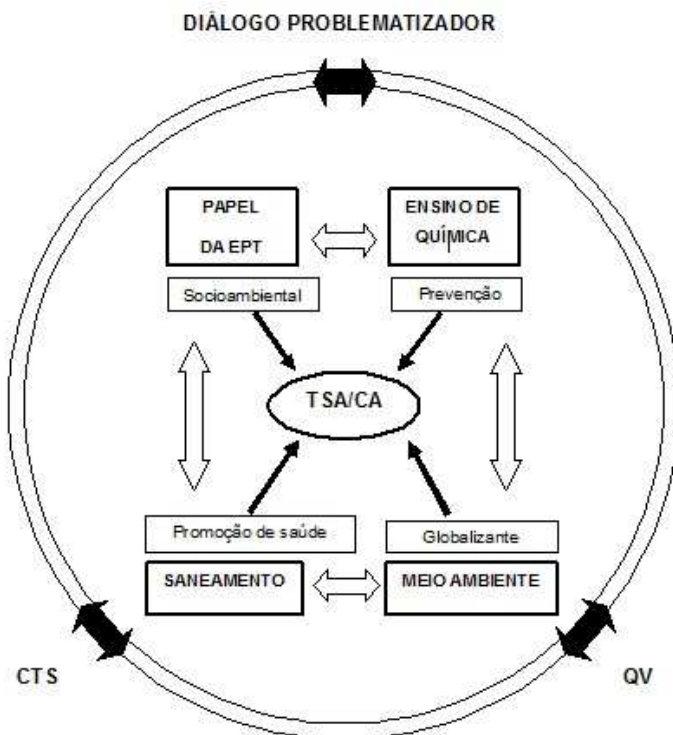 DIÁLOGO PROBLEMATIZADOR
PAPEL
DA EPT
ENSINO DE
QUÍMICA
Socioambiental
Prevenção
TSA/CA
Promoção de saúde
Globalizante
SANEAMENTO
MEIO AMBIENTE
CTS
QV